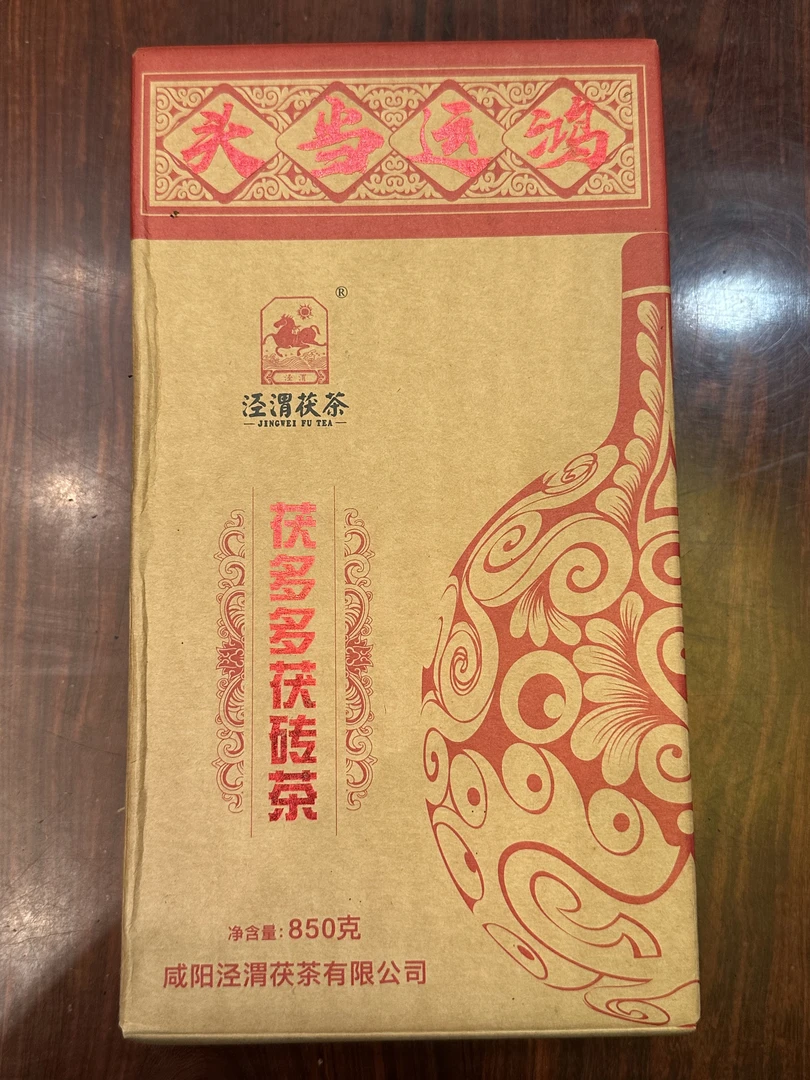 鸿运当头
®
泾渭
泾渭茯茶
JINGWEI FU TEA
茯多多茯砖茶
净含量:850克
咸阳泾渭茯茶有限公司